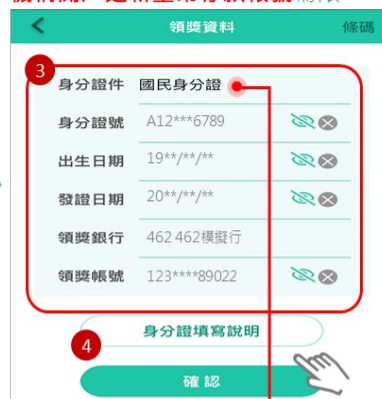 領獎資料
條碼
3
身分證件 國民身分證
身分證號 A12***6789
出生日期 19**/**/**
發證日期 20**/**/**
領獎銀行 462 462模擬行
領獎帳號 123****89022
身分證填寫說明
4
確認